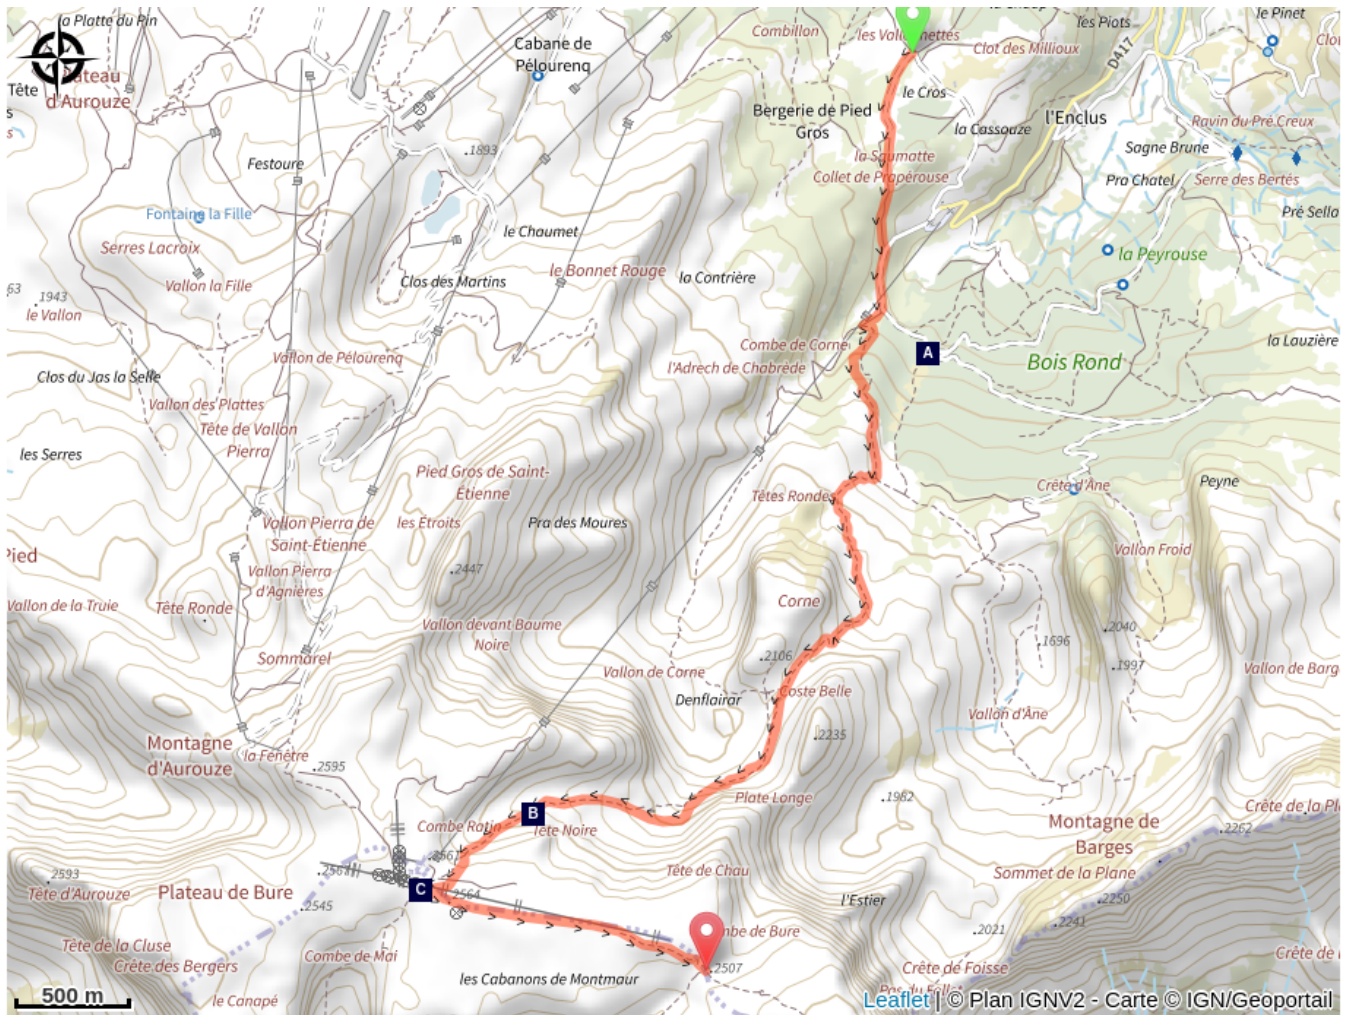 la Platte du Pin
les Piots
le Pinet
Combillon
Clot des Millioux
D417
Cabane de
Pélourenq
Plateau
d'Aurouze
Tête
le Cros
Bergerie de Pied
Gros
la Cassouze
l'Enclus
Ravin du Pré Creux
.1893
Festoure
la Saumatte
Collet de Praperouse
Sagne Brune
Pra Chatel
Serre des Bertés
Fontaine la Fille
le Chaumet
Pré Sella
Serres Lacroix
le Bonnet Rouge
la Contrière
la Peyrouse
Vallon la Fille
Clos des Martins
63
1943
le Vallon
Combe de Corne
l'Adrech de Chabrède
A
Bois Rond
la Lauzière
Vallon de Pélourenq
Clos du Jas la Selle
Vallon des Plattes
Tête de Vallon
Pierra
les Serres
Pied Gros de Saint-
Étienne
Têtes Rondes
Crête d'Âne
Peyne
Vallon Pierra de
Saint-Étienne
les Étroits
Pra des Moures
Pied
Vallon Froid
Vallon Pierra
d'Agnières
.2447
Vallon de la Truie
Tête Ronde
Corne
Vallon devant Baume
Noire
.2040
.1696
.2106
.1997
Sommarel
Vallon de Corne
Vallon de Barg
Denflairar
Coste Belle
Vallon d'Âne
Montagne
d'Aurouze
la Fenêtre
.2595
.2235
B
Plate Longe
.1982
Crête de la Pl
Combe Ratin
Tête Noire
Montagne de
Barges
2262
.2561
.2567
Tête de Chau
Sommet de la Plane
.2593
Tête d'Aurouze
Plateau de Bure
C
2564
l'Estier
.2250
.2545
.2241
.2021
Tête de la Cluse
Crête des Bergers
Combe de Mai
mbe de Bure
Crête de
les Cabanons de Montmaur
.2507
Crête de Foisse
500 m
le Canapé
Leaflet | © Plan IGNV2 - Carte © IGN/Geoportail